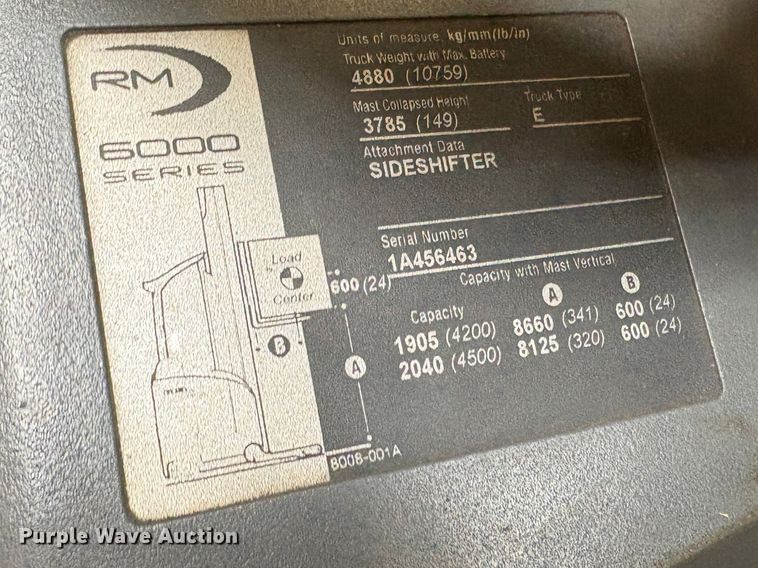 RM
6000
SERIES
Units of measure: kg/mm(lb/in)
Truck Weight with Max. Battery
4880 (10759)
Mast Collapsed Height
3785 (149)
Truck Type
E
Attachment Data
SIDESHIFTER
Serial Number
1A456463
Capacity with Mast Vertical
Capacity A B
1905 (4200) 8660 (341) 600 (24)
2040 (4500) 8125 (320) 600 (24)
Load
Center
600 (24)
B
A
8008-001A
Purple Wave Auction